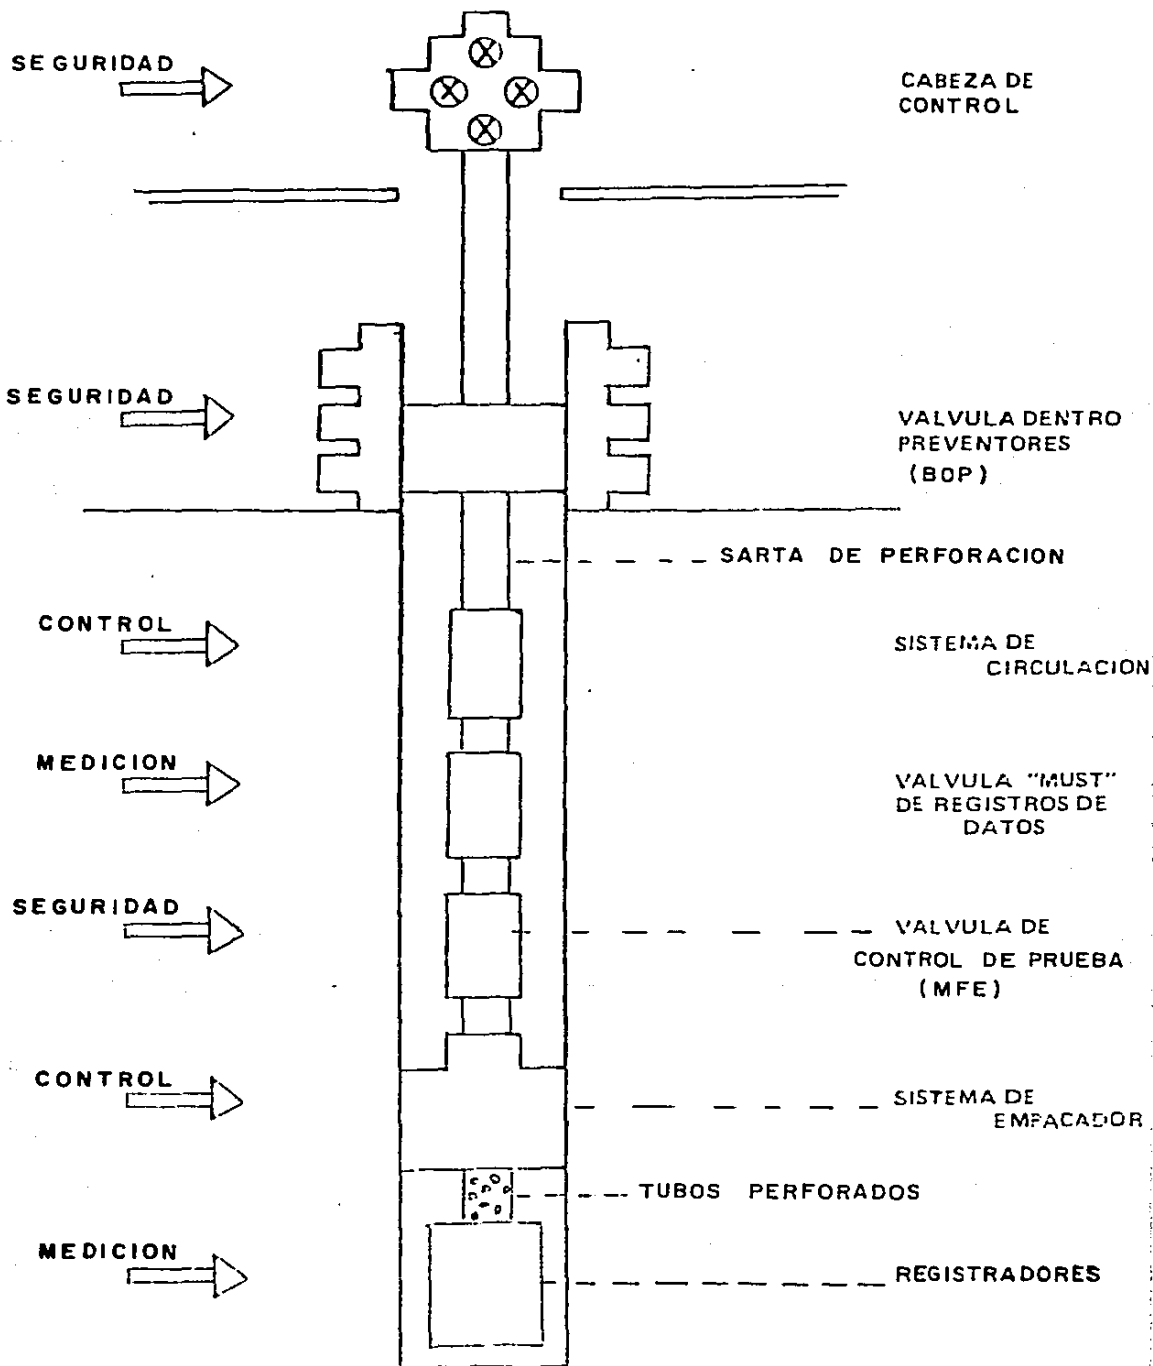 SEGURIDAD
CABEZA DE
CONTROL
SEGURIDAD
VALVULA DENTRO
PREVENTORES
(BOP)
SARTA DE PERFORACION
CONTROL
SISTEMA DE
CIRCULACION
MEDICION
VALVULA "MUST"
DE REGISTROS DE
DATOS
SEGURIDAD
VALVULA DE
CONTROL DE PRUEBA
(MFE)
CONTROL
SISTEMA DE
EMPACADOR
TUBOS PERFORADOS
MEDICION
REGISTRADORES